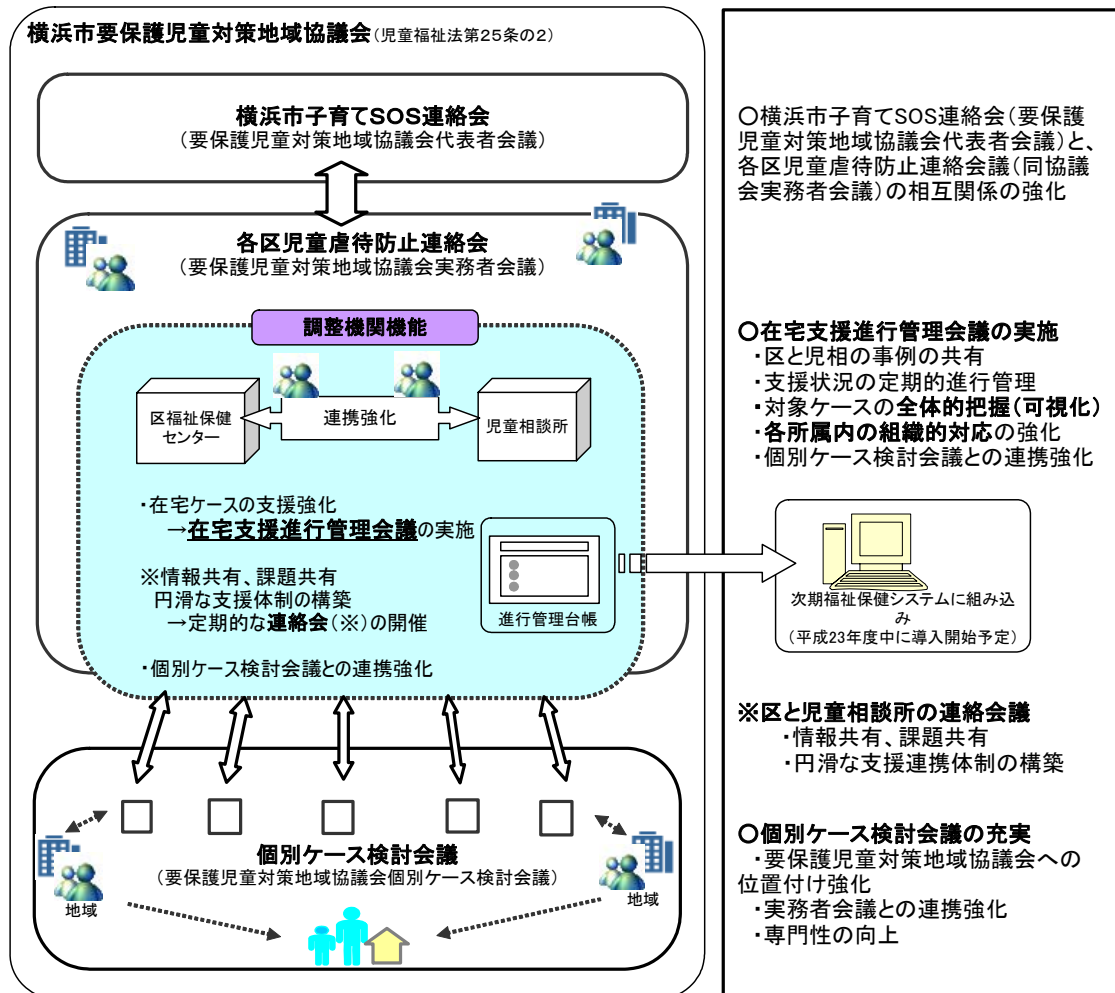 横浜市要保護児童対策地域協議会(児童福祉法第25条の2)
横浜市子育てSOS連絡会
(要保護児童対策地域協議会代表者会議)
各区児童虐待防止連絡会
(要保護児童対策地域協議会実務者会議)
調整機関機能
区福祉保健
センター
連携強化
児童相談所
・在宅ケースの支援強化
→在宅支援進行管理会議の実施
※情報共有、課題共有
円滑な支援体制の構築
→定期的な連絡会(※)の開催
・個別ケース検討会議との連携強化
進行管理台帳
個別ケース検討会議
(要保護児童対策地域協議会個別ケース検討会議)
地域
地域
○横浜市子育てSOS連絡会(要保護
児童対策地域協議会代表者会議)と、
各区児童虐待防止連絡会議(同協議
会実務者会議)の相互関係の強化
○在宅支援進行管理会議の実施
・区と児相の事例の共有
・支援状況の定期的進行管理
・対象ケースの全体的把握(可視化)
・各所属内の組織的対応の強化
・個別ケース検討会議との連携強化
次期福祉保健システムに組み込
み
(平成23年度中に導入開始予定)
※区と児童相談所の連絡会議
・情報共有、課題共有
・円滑な支援連携体制の構築
○個別ケース検討会議の充実
・要保護児童対策地域協議会への
位置付け強化
・実務者会議との連携強化
・専門性の向上